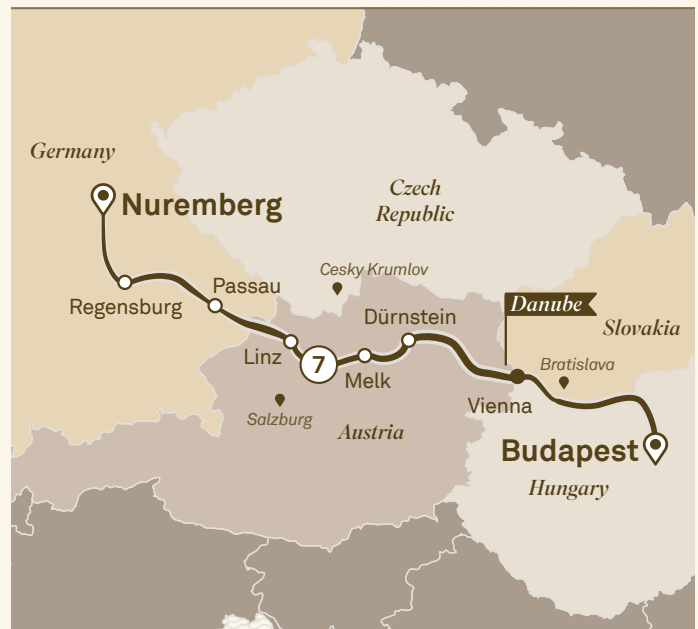 Germany
Nuremberg
Czech
Republic
Cesky Krumlov
Passau
Regensburg
Danube
Dürnstein
Slovakia
Linz
7
Melk
Bratislava
Vienna
Salzburg
Austria
Budapest
Hungary